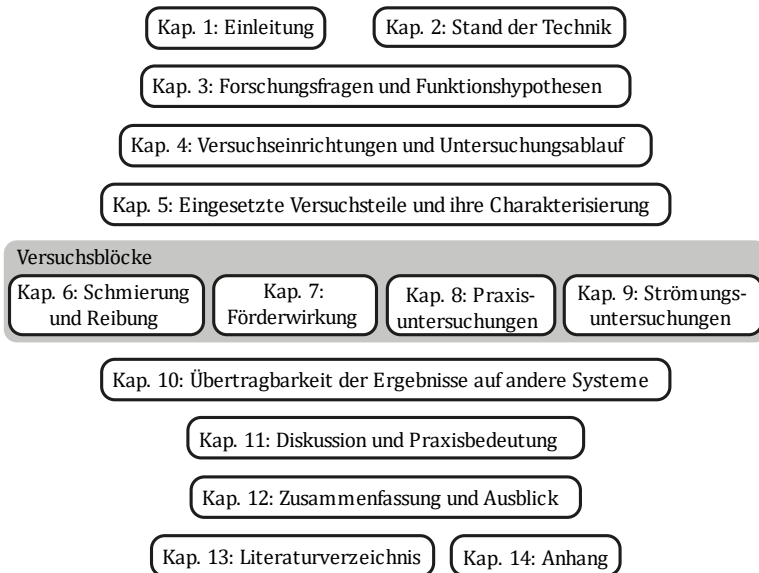 Kap. 1: Einleitung
Kap. 2: Stand der Technik
Kap. 3: Forschungsfragen und Funktionshypothesen
Kap. 4: Versuchseinrichtungen und Untersuchungsablauf
Kap. 5: Eingesetzte Versuchsteile und ihre Charakterisierung
Versuchsblöcke
Kap. 6: Schmierung
und Reibung
Kap. 7:
Förderwirkung
Kap. 8: Praxis-
untersuchungen
Kap. 9: Strömungs-
untersuchungen
Kap. 10: Übertragbarkeit der Ergebnisse auf andere Systeme
Kap. 11: Diskussion und Praxisbedeutung
Kap. 12: Zusammenfassung und Ausblick
Kap. 13: Literaturverzeichnis
Kap. 14: Anhang